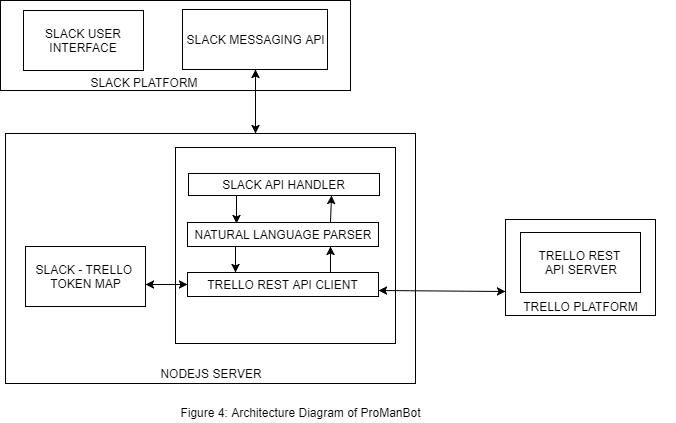 SLACK USER
INTERFACE
SLACK MESSAGING API
SLACK PLATFORM
SLACK API HANDLER
NATURAL LANGUAGE PARSER
SLACK - TRELLO
TOKEN MAP
TRELLO REST API CLIENT
TRELLO REST
API SERVER
TRELLO PLATFORM
NODEJS SERVER
Figure 4: Architecture Diagram of ProManBot